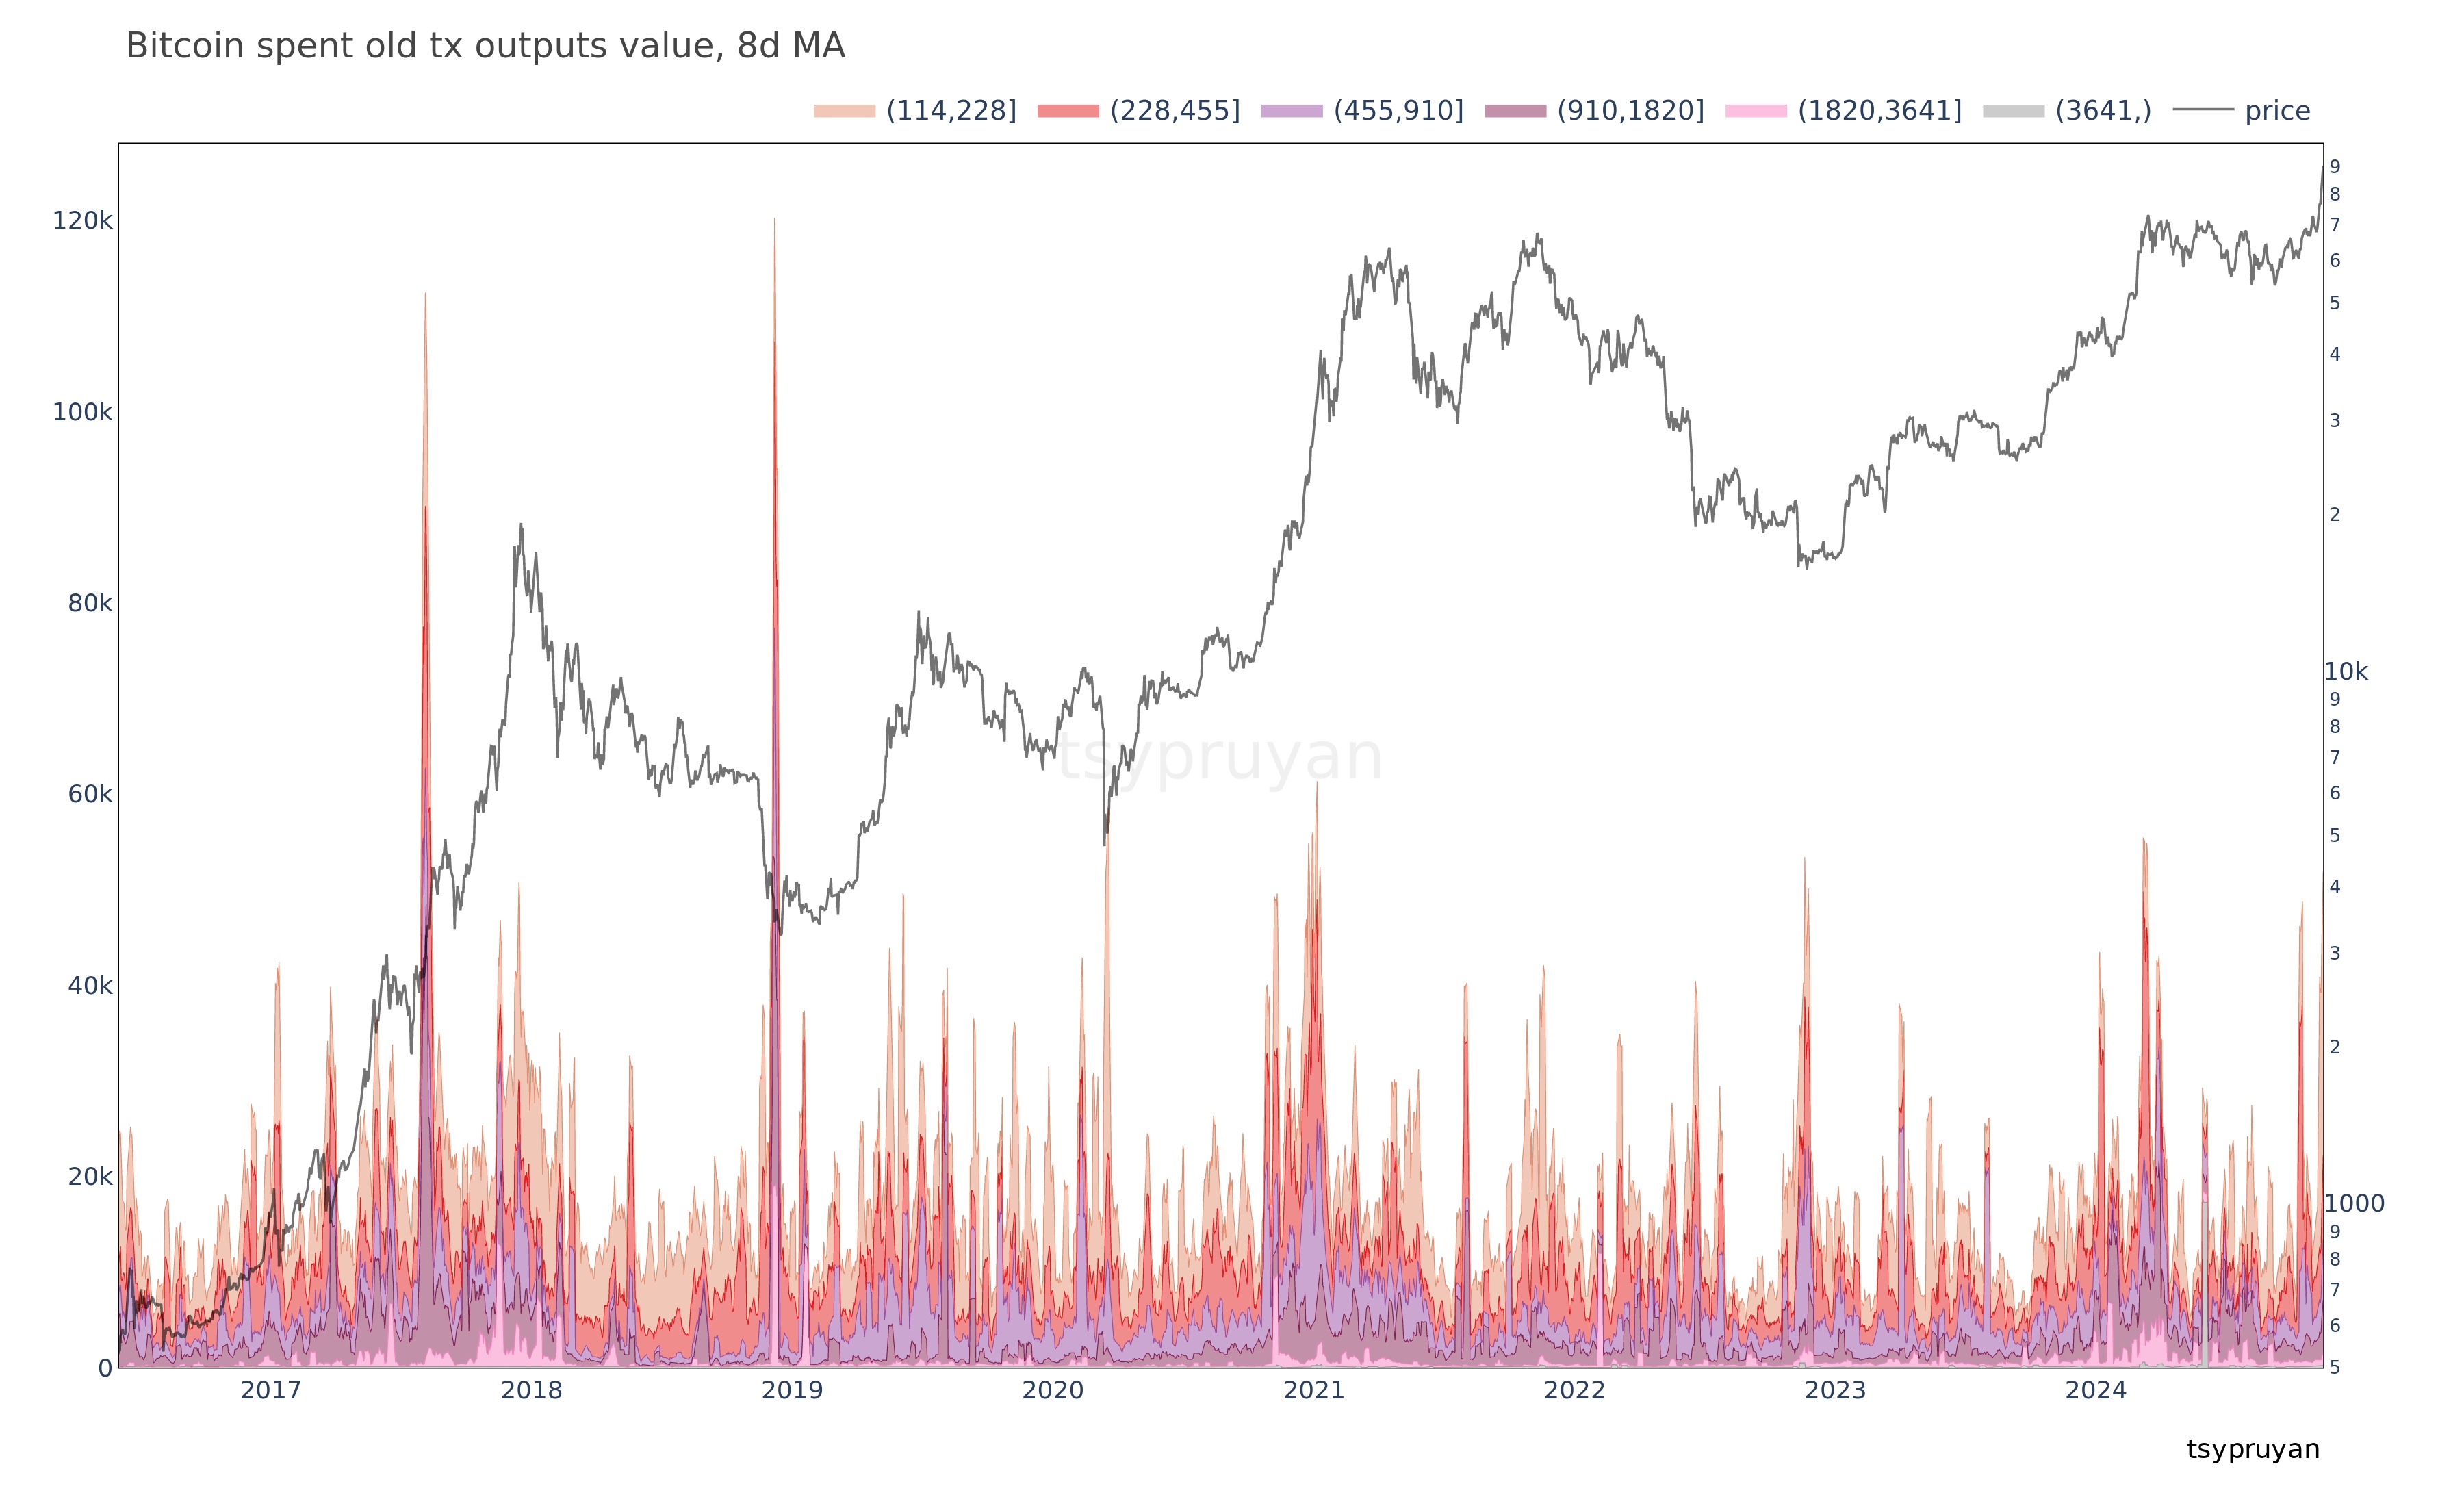 Bitcoin spent old tx outputs value, 8d MA
(114,228] (228,455] (455,910] (910,1820] (1820,3641] (3641,) price
9
8
120k 7
6
5
4
100k
3
80k 2
10k
9
8
tsypruyan
7
60k 6
5
4
3
40k
2
20k
1000
9
8
7
6
0 5
2017 2018 2019 2020 2021 2022 2023 2024
tsypruyan